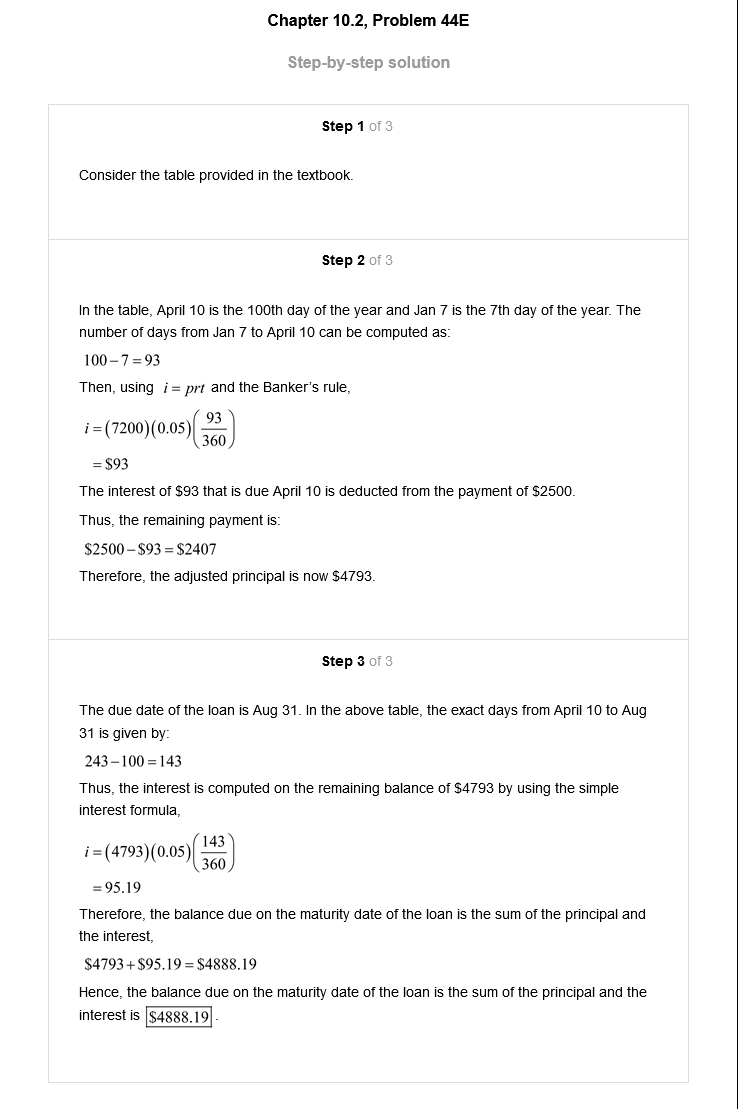 Chapter 10.2, Problem 44E
Step-by-step solution
Step 1 of 3
Consider the table provided in the textbook.
Step 2 of 3
In the table, April 10 is the 100th day of the year and Jan 7 is the 7th day of the year. The
number of days from Jan 7 to April 10 can be computed as:
100 − 7 = 93
Then, using i = prt and the Banker's rule,
i = (7200)(0.05)(93/360)
= $93
The interest of $93 that is due April 10 is deducted from the payment of $2500.
Thus, the remaining payment is:
$2500 − $93 = $2407
Therefore, the adjusted principal is now $4793.
Step 3 of 3
The due date of the loan is Aug 31. In the above table, the exact days from April 10 to Aug
31 is given by:
243 − 100 = 143
Thus, the interest is computed on the remaining balance of $4793 by using the simple
interest formula,
i = (4793)(0.05)(143/360)
= 95.19
Therefore, the balance due on the maturity date of the loan is the sum of the principal and
the interest,
$4793 + $95.19 = $4888.19
Hence, the balance due on the maturity date of the loan is the sum of the principal and the
interest is $4888.19.